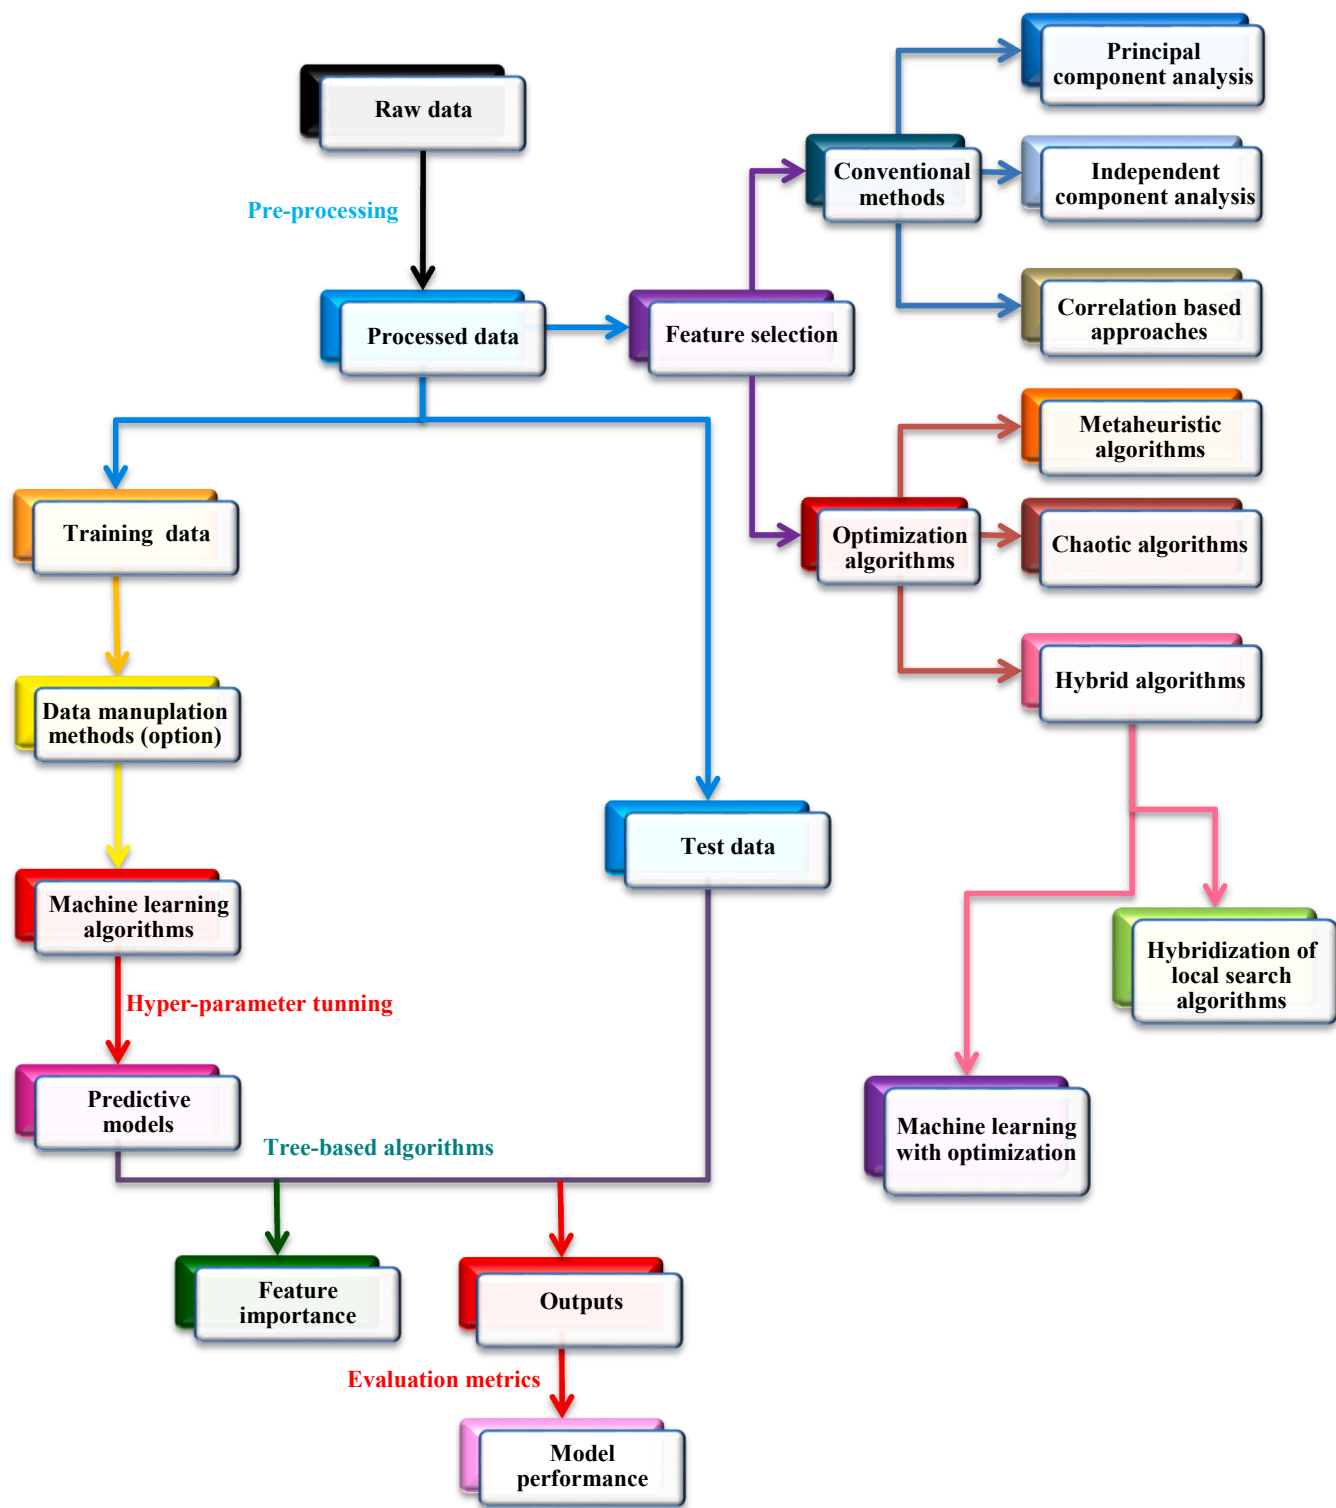 Raw data
Pre-processing
Processed data
Feature selection
Conventional
methods
Principal
component analysis
Independent
component analysis
Correlation based
approaches
Optimization
algorithms
Metaheuristic
algorithms
Chaotic algorithms
Hybrid algorithms
Hybridization of
local search
algorithms
Machine learning
with optimization
Training data
Data manuplation
methods (option)
Machine learning
algorithms
Hyper-parameter tunning
Predictive
models
Test data
Tree-based algorithms
Feature
importance
Outputs
Evaluation metrics
Model
performance